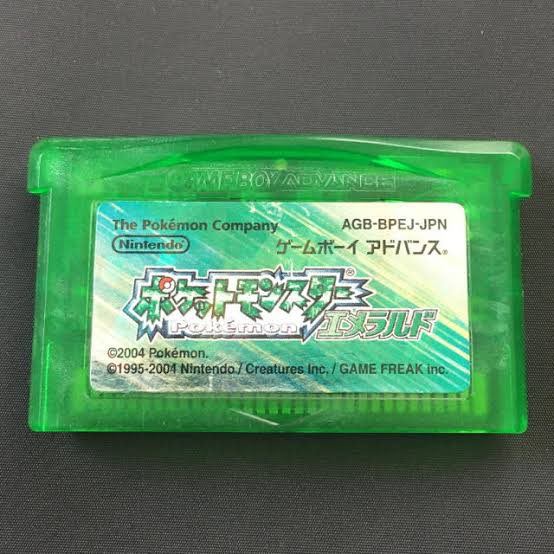 GAME BOY ADVANCE
The Pokémon Company AGB-BPEJ-JPN
Nintendo® ゲームボーイ アドバンス®
ポケットモンスター®
Pokémon エメラルド
©2004 Pokémon.
©1995-2004 Nintendo / Creatures Inc. / GAME FREAK inc.